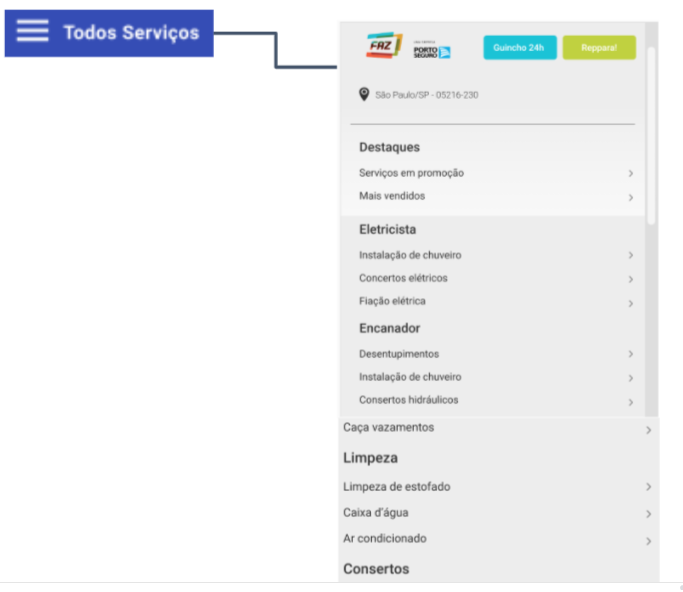 Todos Serviços
FAZ
UMA EMPRESA
PORTO
SEGURO
Guincho 24h
Reppara!
São Paulo/SP - 05216-230
Destaques
Serviços em promoção
Mais vendidos
Eletricista
Instalação de chuveiro
Concertos elétricos
Fiação elétrica
Encanador
Desentupimentos
Instalação de chuveiro
Consertos hidráulicos
Caça vazamentos
Limpeza
Limpeza de estofado
Caixa d'água
Ar condicionado
Consertos